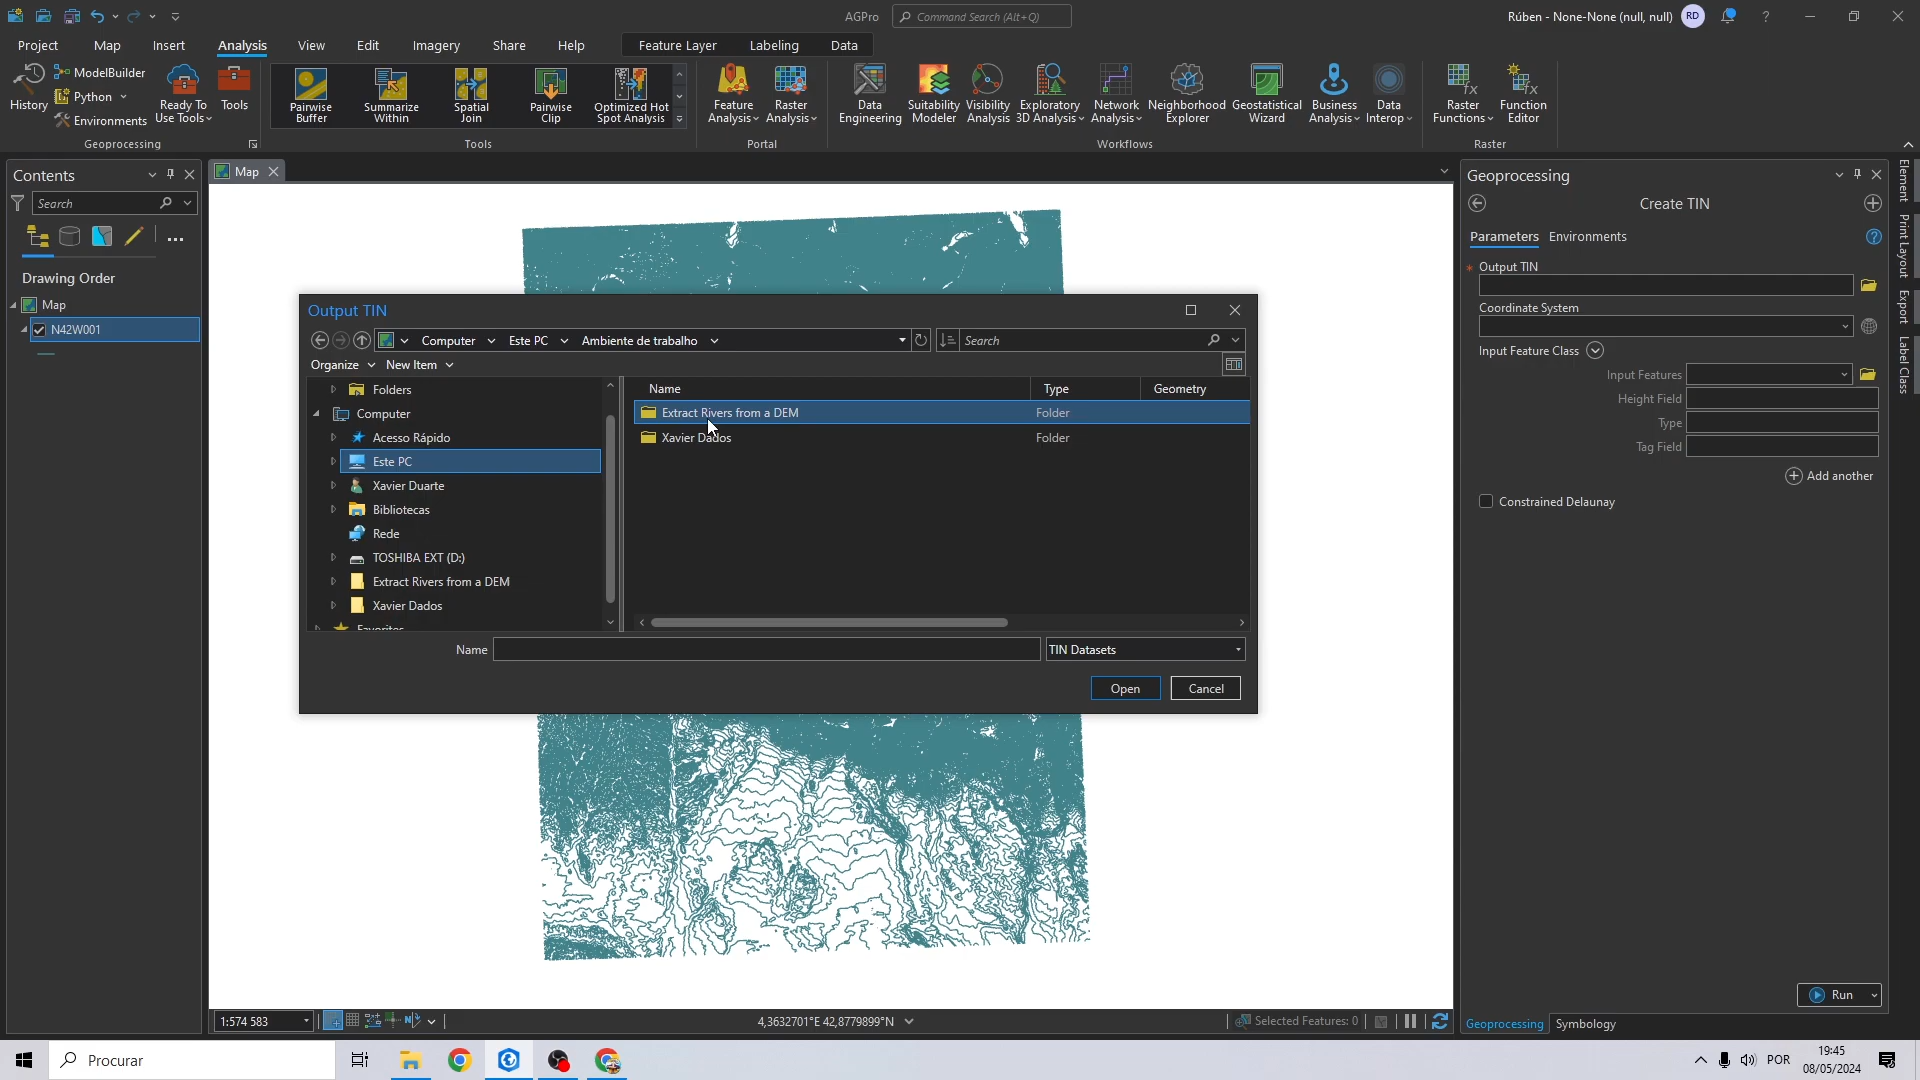 AGPro
Command Search (Alt+Q)
Rúben - None-None (null, null)
RD
?
Project
Map
Insert
Analysis
View
Edit
Imagery
Share
Help
Feature Layer
Labeling
Data
History
ModelBuilder
Python
Environments
Ready To
Use Tools
Tools
Geoprocessing
Pairwise
Buffer
Summarize
Within
Spatial
Join
Pairwise
Clip
Optimized Hot
Spot Analysis
Tools
Feature
Analysis
Raster
Analysis
Portal
Data
Engineering
Suitability
Modeler
Visibility
Analysis
Exploratory
3D Analysis
Network
Analysis
Neighborhood
Explorer
Geostatistical
Wizard
Business
Analysis
Data
Interop
Workflows
Raster
Functions
Function
Editor
Raster
Contents
Search
Drawing Order
Map
N42W001
Map
Output TIN
Computer
Este PC
Ambiente de trabalho
Search
Organize
New Item
Folders
Computer
Acesso Rápido
Este PC
Xavier Duarte
Bibliotecas
Rede
TOSHIBA EXT (D:)
Extract Rivers from a DEM
Xavier Dados
Favorites
Name
Type
Geometry
Extract Rivers from a DEM
Folder
Xavier Dados
Folder
Name
TIN Datasets
Open
Cancel
Geoprocessing
Create TIN
Parameters
Environments
?
* Output TIN
Coordinate System
Input Feature Class
Input Features
Height Field
Type
Tag Field
Add another
Constrained Delaunay
Run
Geoprocessing
Symbology
Element
Print Layout
Export
Label Class
1:574 583
4,3632701°E 42,8779899°N
Selected Features: 0
Procurar
POR
19:45
08/05/2024